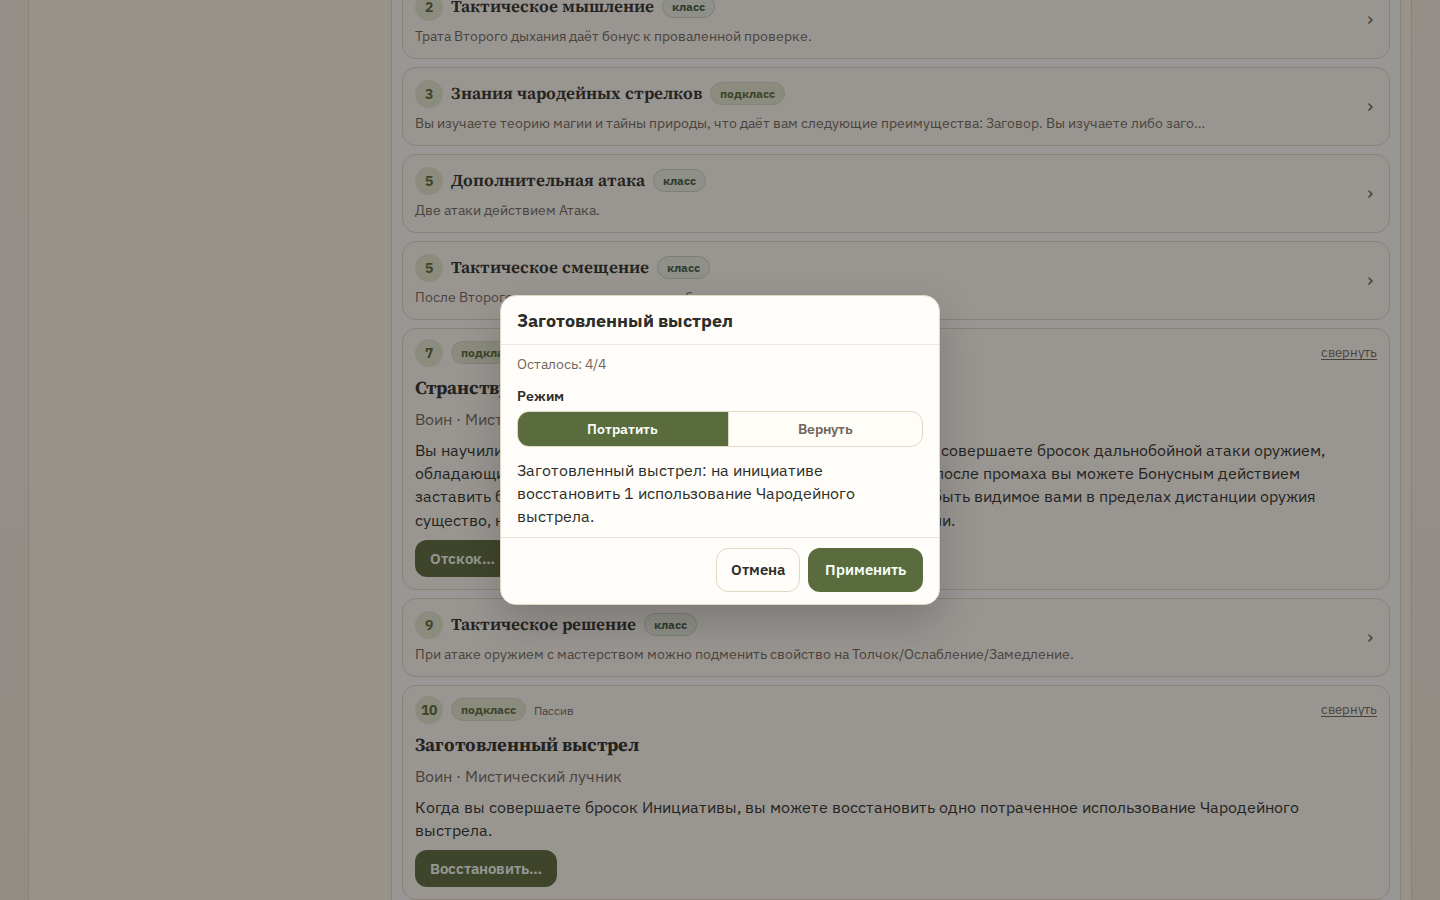 2 Тактическое мышление класс
Трата Второго дыхания даёт бонус к проваленной проверке.
3 Знания чародейных стрелков подкласс
Вы изучаете теорию магии и тайны природы, что даёт вам следующие преимущества: Заговор. Вы изучаете либо заго...
5 Дополнительная атака класс
Две атаки действием Атака.
5 Тактическое смещение класс
После Второго
7 свернуть
Воин
Вы научили совершаете бросок дальнобойной атаки оружием,
после промаха вы можете Бонусным действием
заставить видимое вами в пределах дистанции оружия
существо,
Отскок...
Заготовленный выстрел
Осталось: 4/4
Режим
Потратить Вернуть
Заготовленный выстрел: на инициативе
восстановить 1 использование Чародейного
выстрела.
Отмена Применить
9 Тактическое решение класс
При атаке оружием с мастерством можно подменить свойство на Толчок/Ослабление/Замедление.
10 подкласс Пассив свернуть
Заготовленный выстрел
Воин · Мистический лучник
Когда вы совершаете бросок Инициативы, вы можете восстановить одно потраченное использование Чародейного
выстрела.
Восстановить...